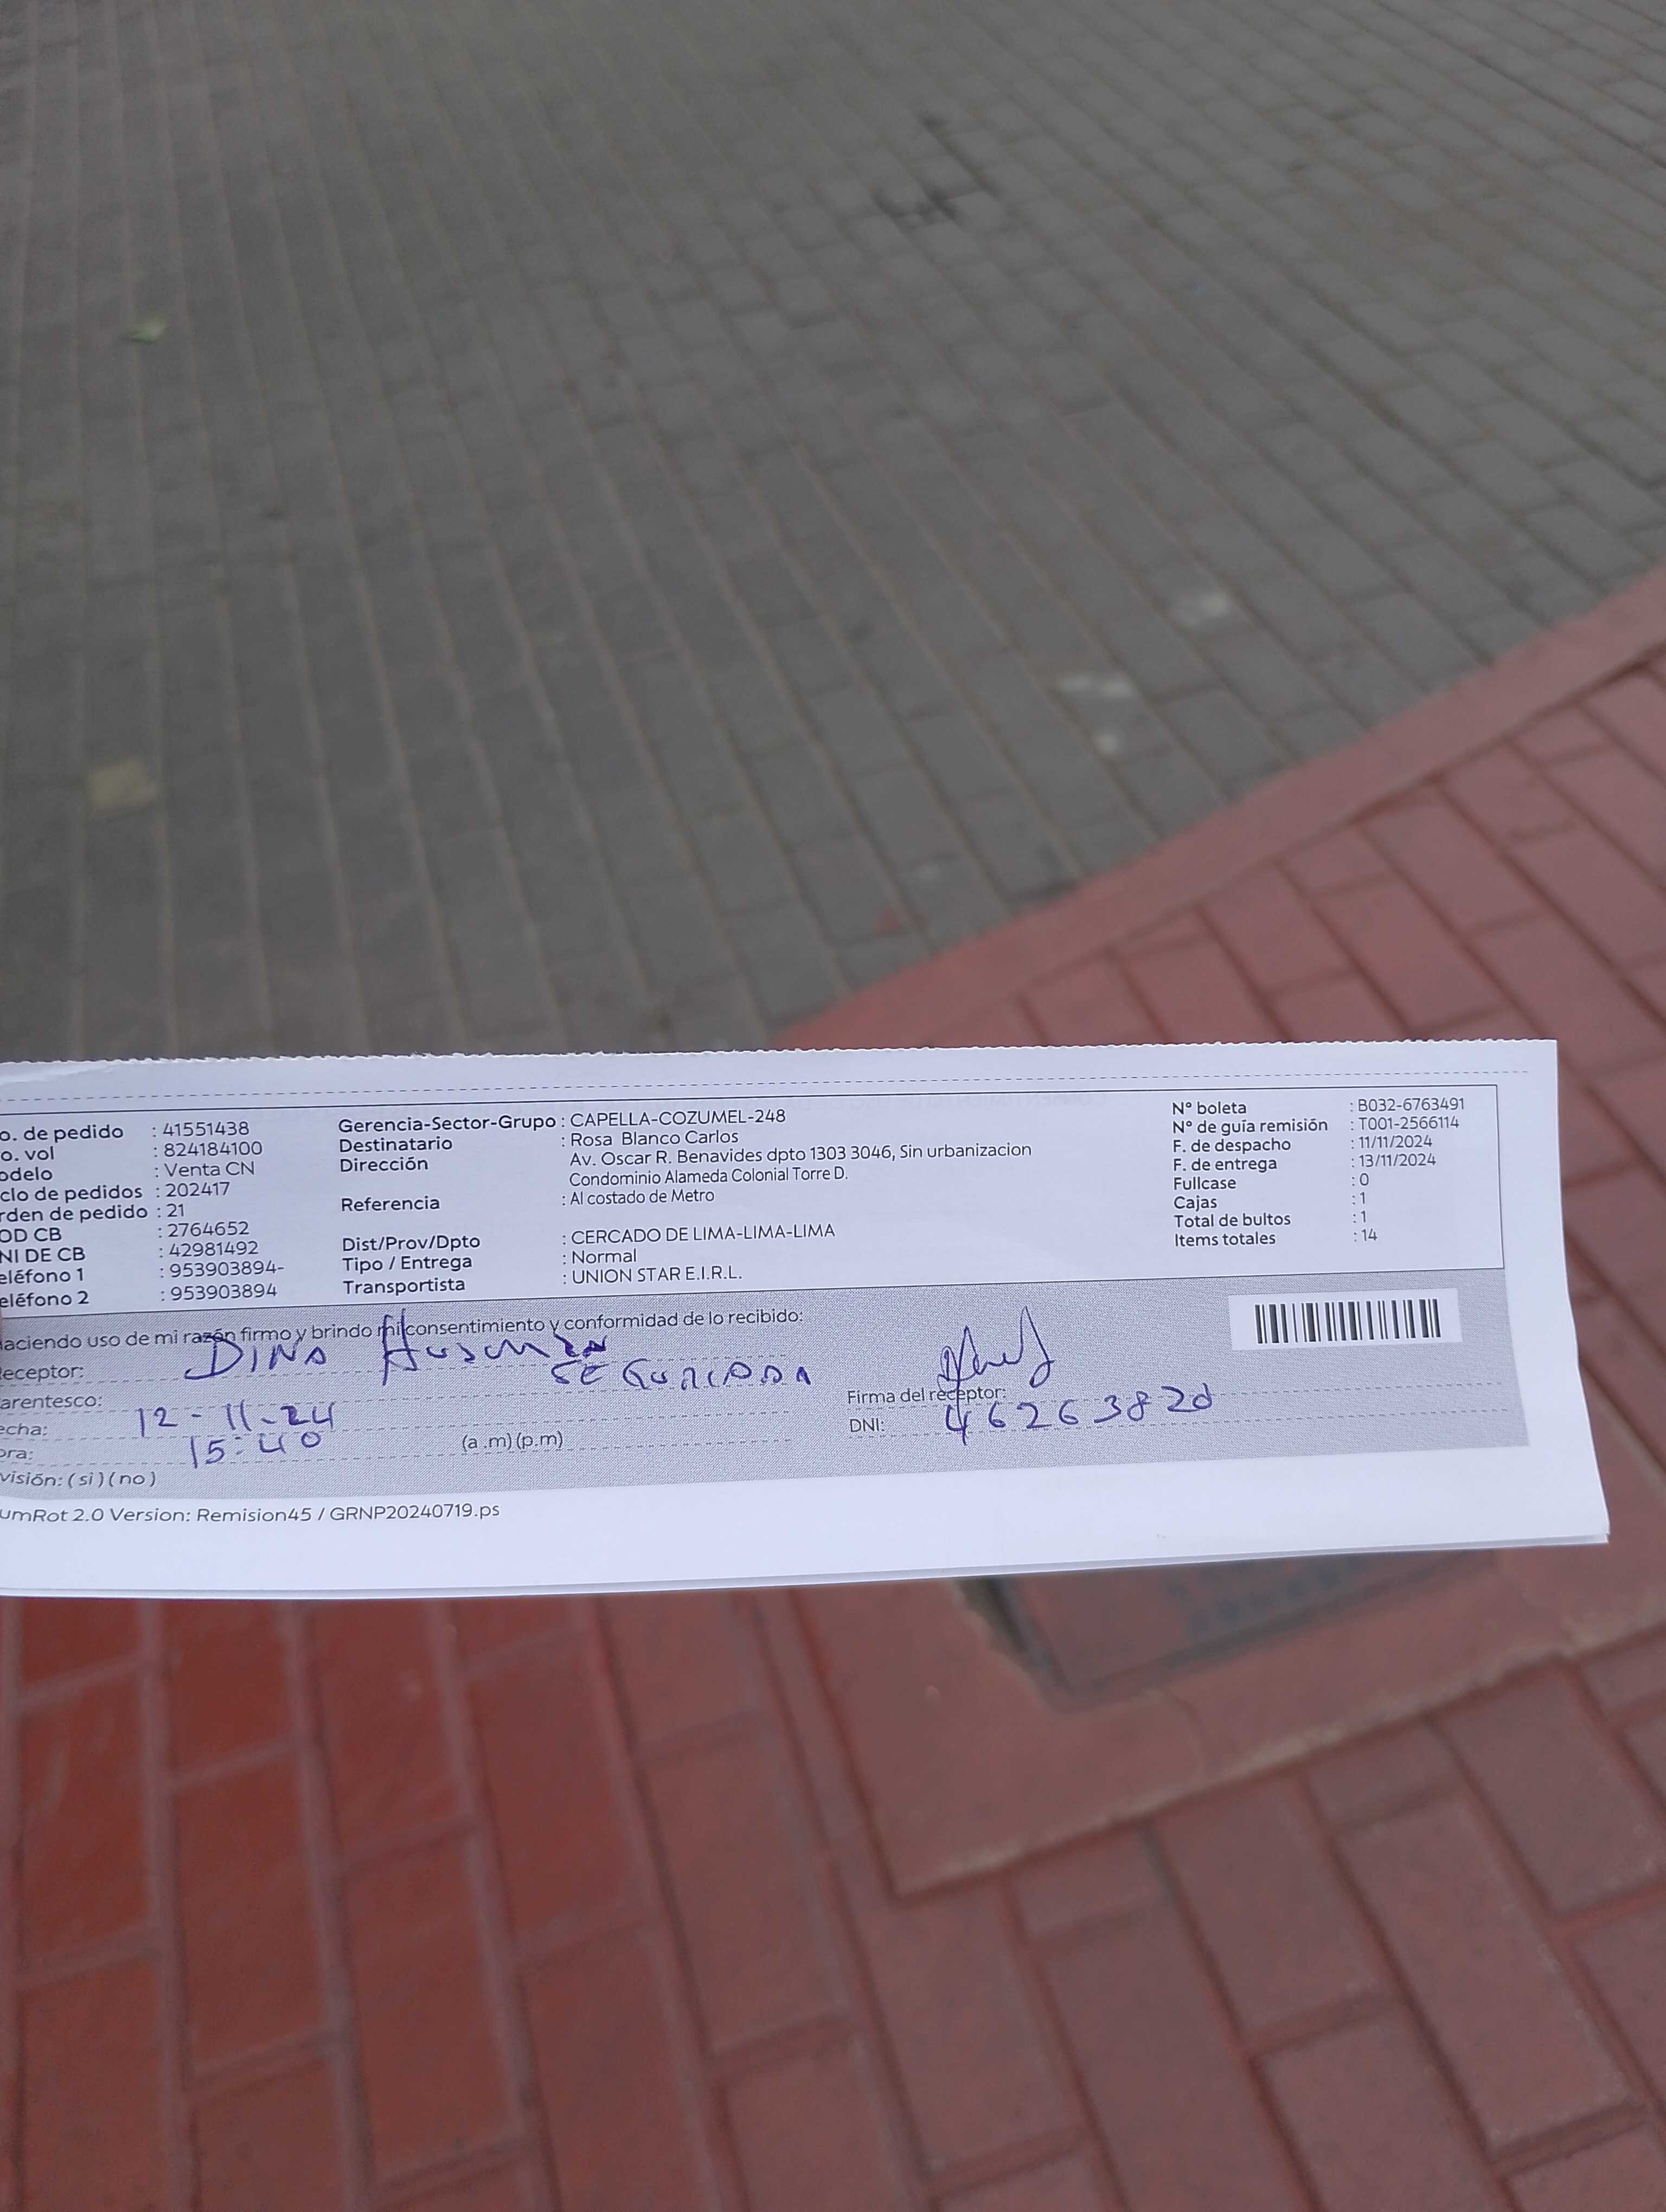 o. de pedido : 41551438
o. vol : 824184100
odelo : Venta CN
clo de pedidos : 202417
rden de pedido : 21
OD CB : 2764652
NI DE CB : 42981492
eléfono 1 : 953903894-
eléfono 2 : 953903894
Gerencia-Sector-Grupo : CAPELLA-COZUMEL-248
Destinatario : Rosa Blanco Carlos
Dirección Av. Oscar R. Benavides dpto 1303 3046, Sin urbanizacion
Condominio Alameda Colonial Torre D.
Referencia : Al costado de Metro
Dist/Prov/Dpto : CERCADO DE LIMA-LIMA-LIMA
Tipo / Entrega : Normal
Transportista : UNION STAR E.I.R.L.
N° boleta : B032-6763491
N° de guía remisión : T001-2566114
F. de despacho : 11/11/2024
F. de entrega : 13/11/2024
Fullcase : 0
Cajas : 1
Total de bultos : 1
Items totales : 14
aciendo uso de mi razón firmo y brindo mi consentimiento y conformidad de lo recibido:
eceptor: DINA
SEGURIDAD
arentesco:
echa: 12-11-24
ora: 15:40 (a .m) (p.m)
visión: ( si ) ( no )
Firma del receptor:
DNI: 46263820
umRot 2.0 Version: Remision45 / GRNP20240719.ps